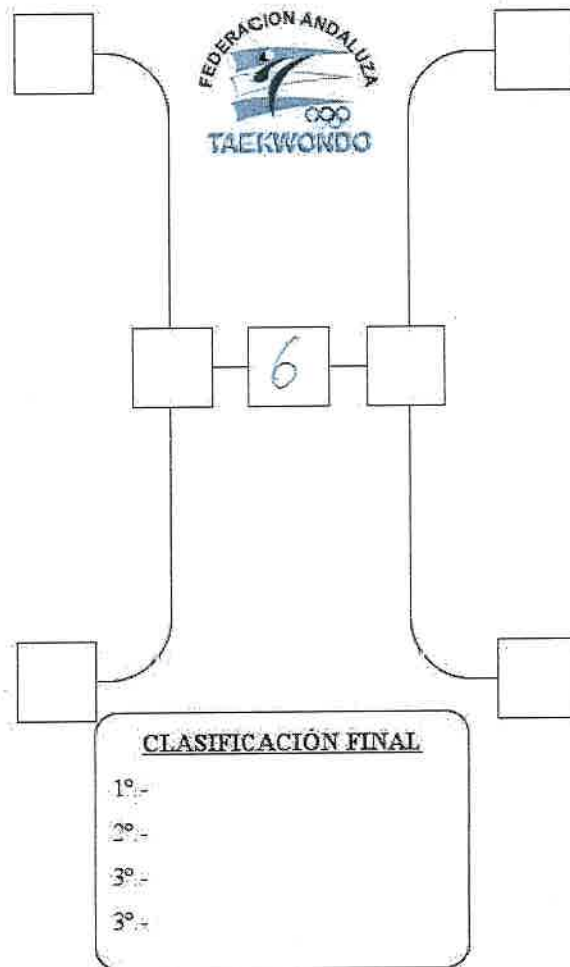 FEDERACION ANDALUZA
TAEKWONDO
6
CLASIFICACIÓN FINAL
1º.-
2º.-
3º.-
3º.-